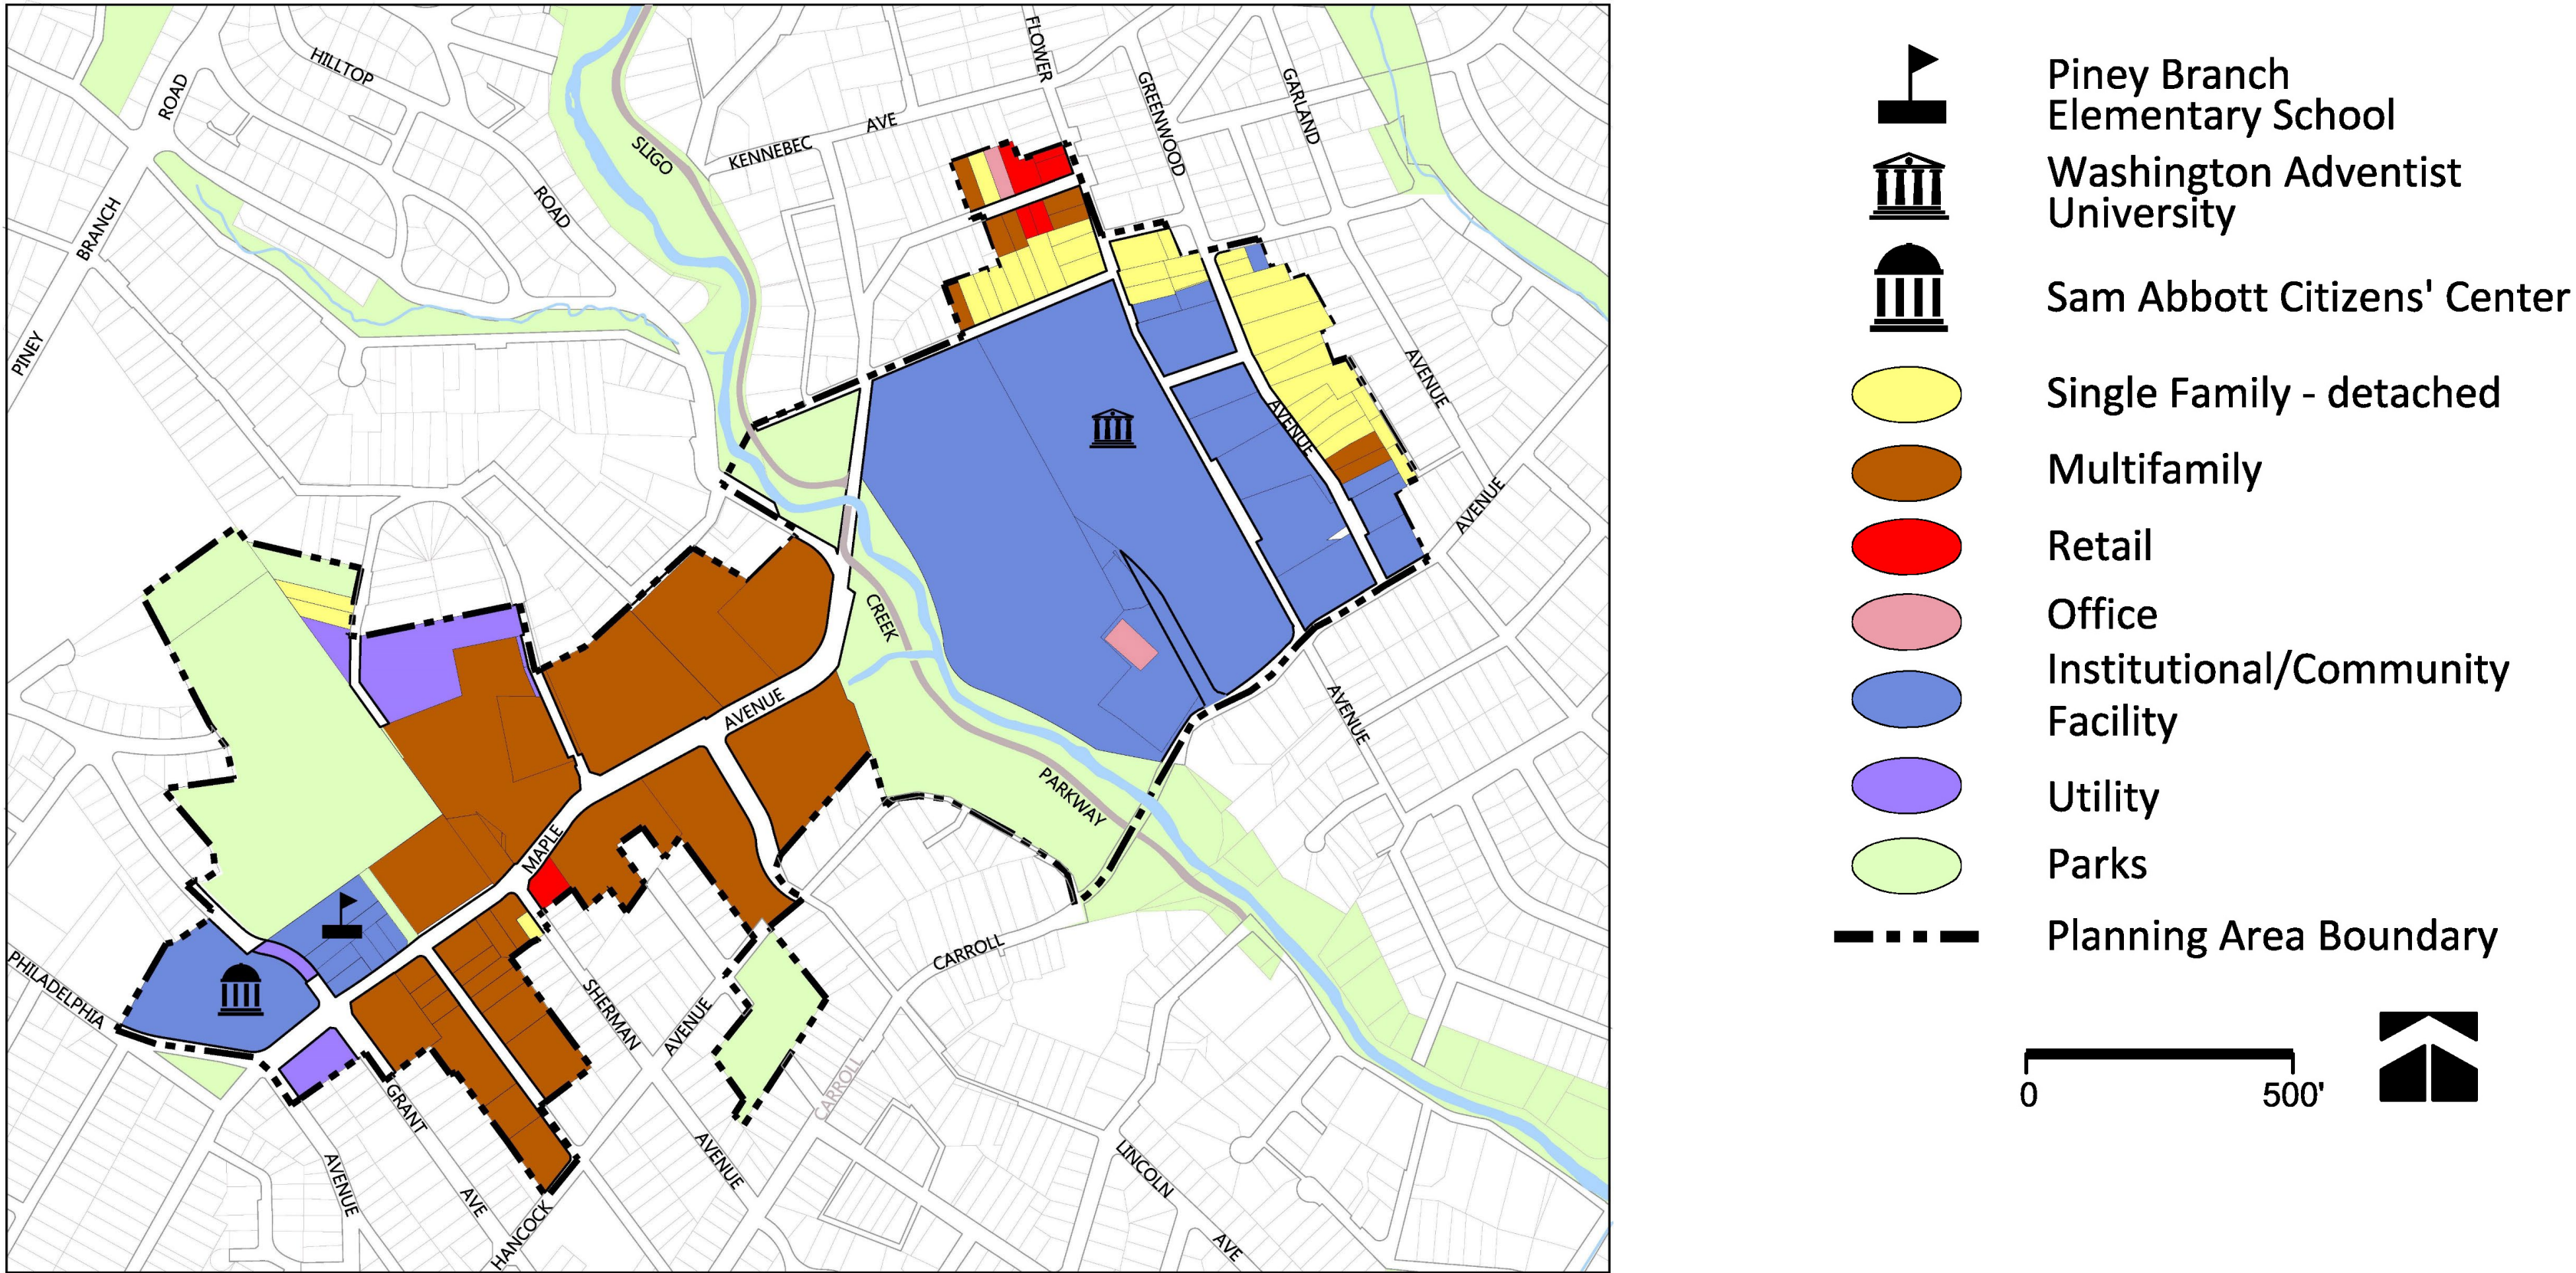 HILLTOP
ROAD
FLOWER
GREENWOOD
GARLAND
AVE
KENNEBEC
SLIGO
ROAD
BRANCH
PINEY
AVENUE
AVENUE
AVENUE
CREEK
AVENUE
AVENUE
PARKWAY
MAPLE
CARROLL
PHILADELPHIA
SHERMAN
AVENUE
CARROLL
GRANT
AVENUE
AVE
AVENUE
HANCOCK
LINCOLN
AVE
Piney Branch
Elementary School
Washington Adventist
University
Sam Abbott Citizens' Center
Single Family - detached
Multifamily
Retail
Office
Institutional/Community
Facility
Utility
Parks
Planning Area Boundary
0
500'